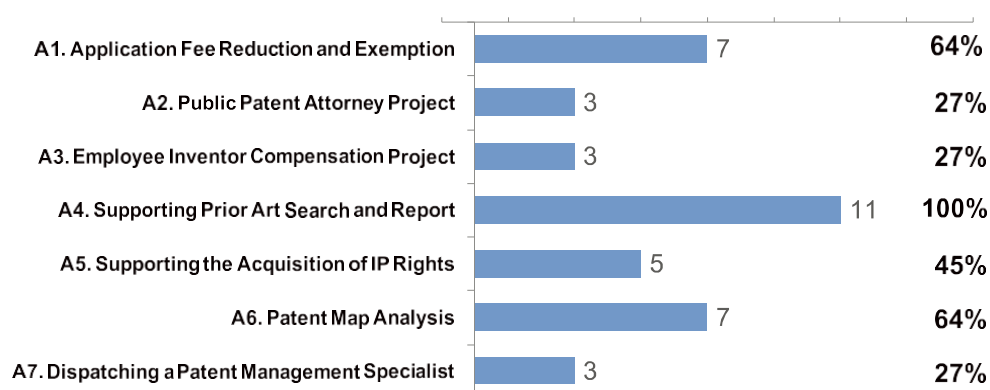 A1. Application Fee Reduction and Exemption 7 64%
A2. Public Patent Attorney Project 3 27%
A3. Employee Inventor Compensation Project 3 27%
A4. Supporting Prior Art Search and Report 11 100%
A5. Supporting the Acquisition of IP Rights 5 45%
A6. Patent Map Analysis 7 64%
A7. Dispatching a Patent Management Specialist 3 27%